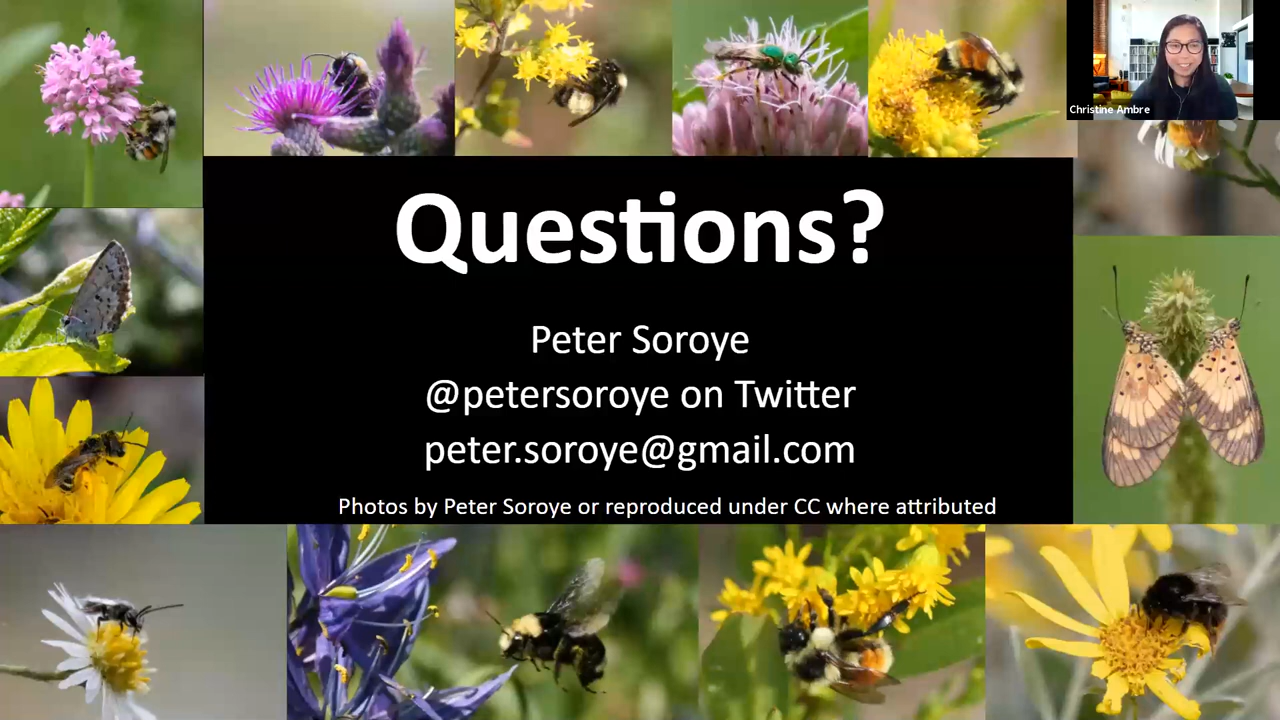 Christine Ambre
Questions?
Peter Soroye
@petersoroye on Twitter
peter.soroye@gmail.com
Photos by Peter Soroye or reproduced under CC where attributed